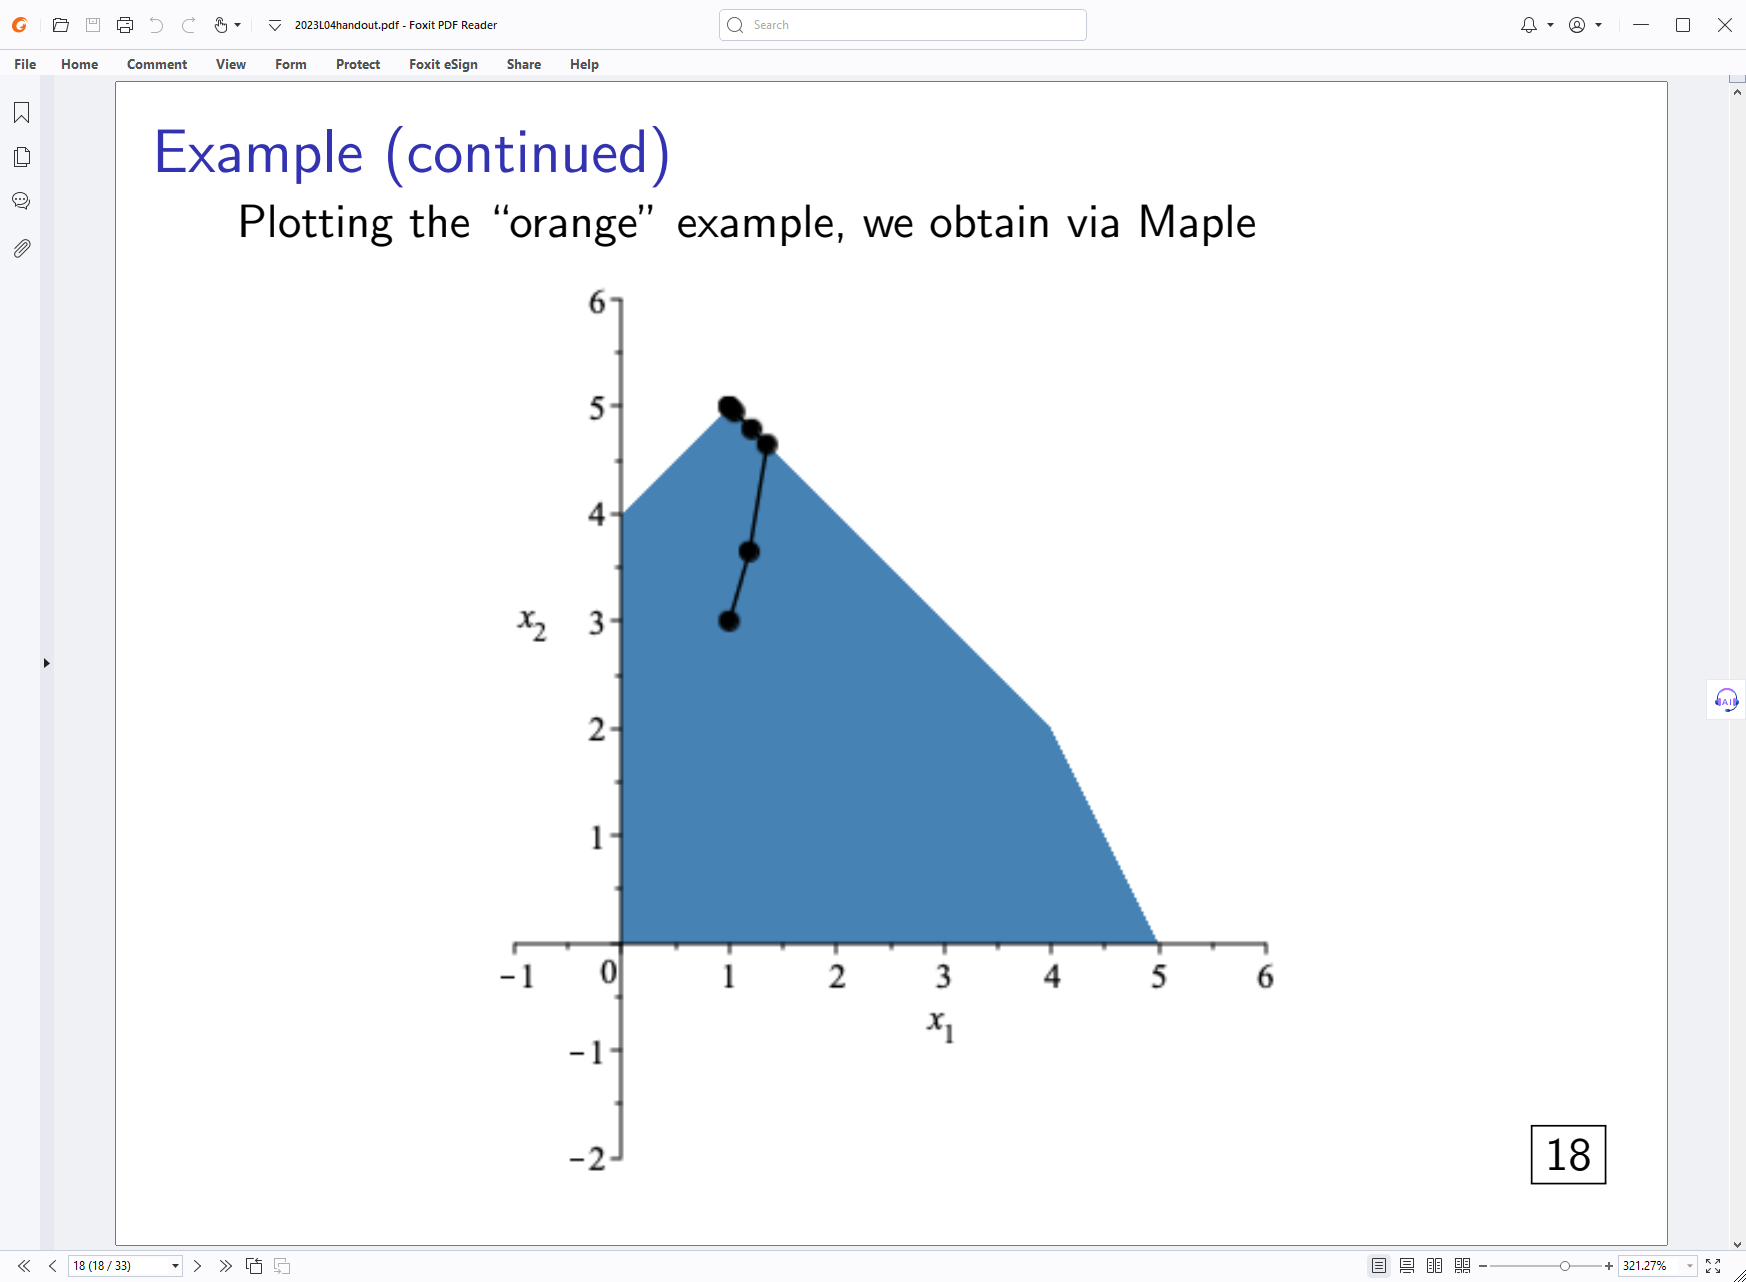 2023L04handout.pdf - Foxit PDF Reader
Search
File Home Comment View Form Protect Foxit eSign Share Help
Example (continued)
Plotting the “orange” example, we obtain via Maple
6
5
4
x2 3
2
1
−1 0 1 2 3 4 5 6
x1
−1
−2
18
AI
18 (18 / 33)
321.27%